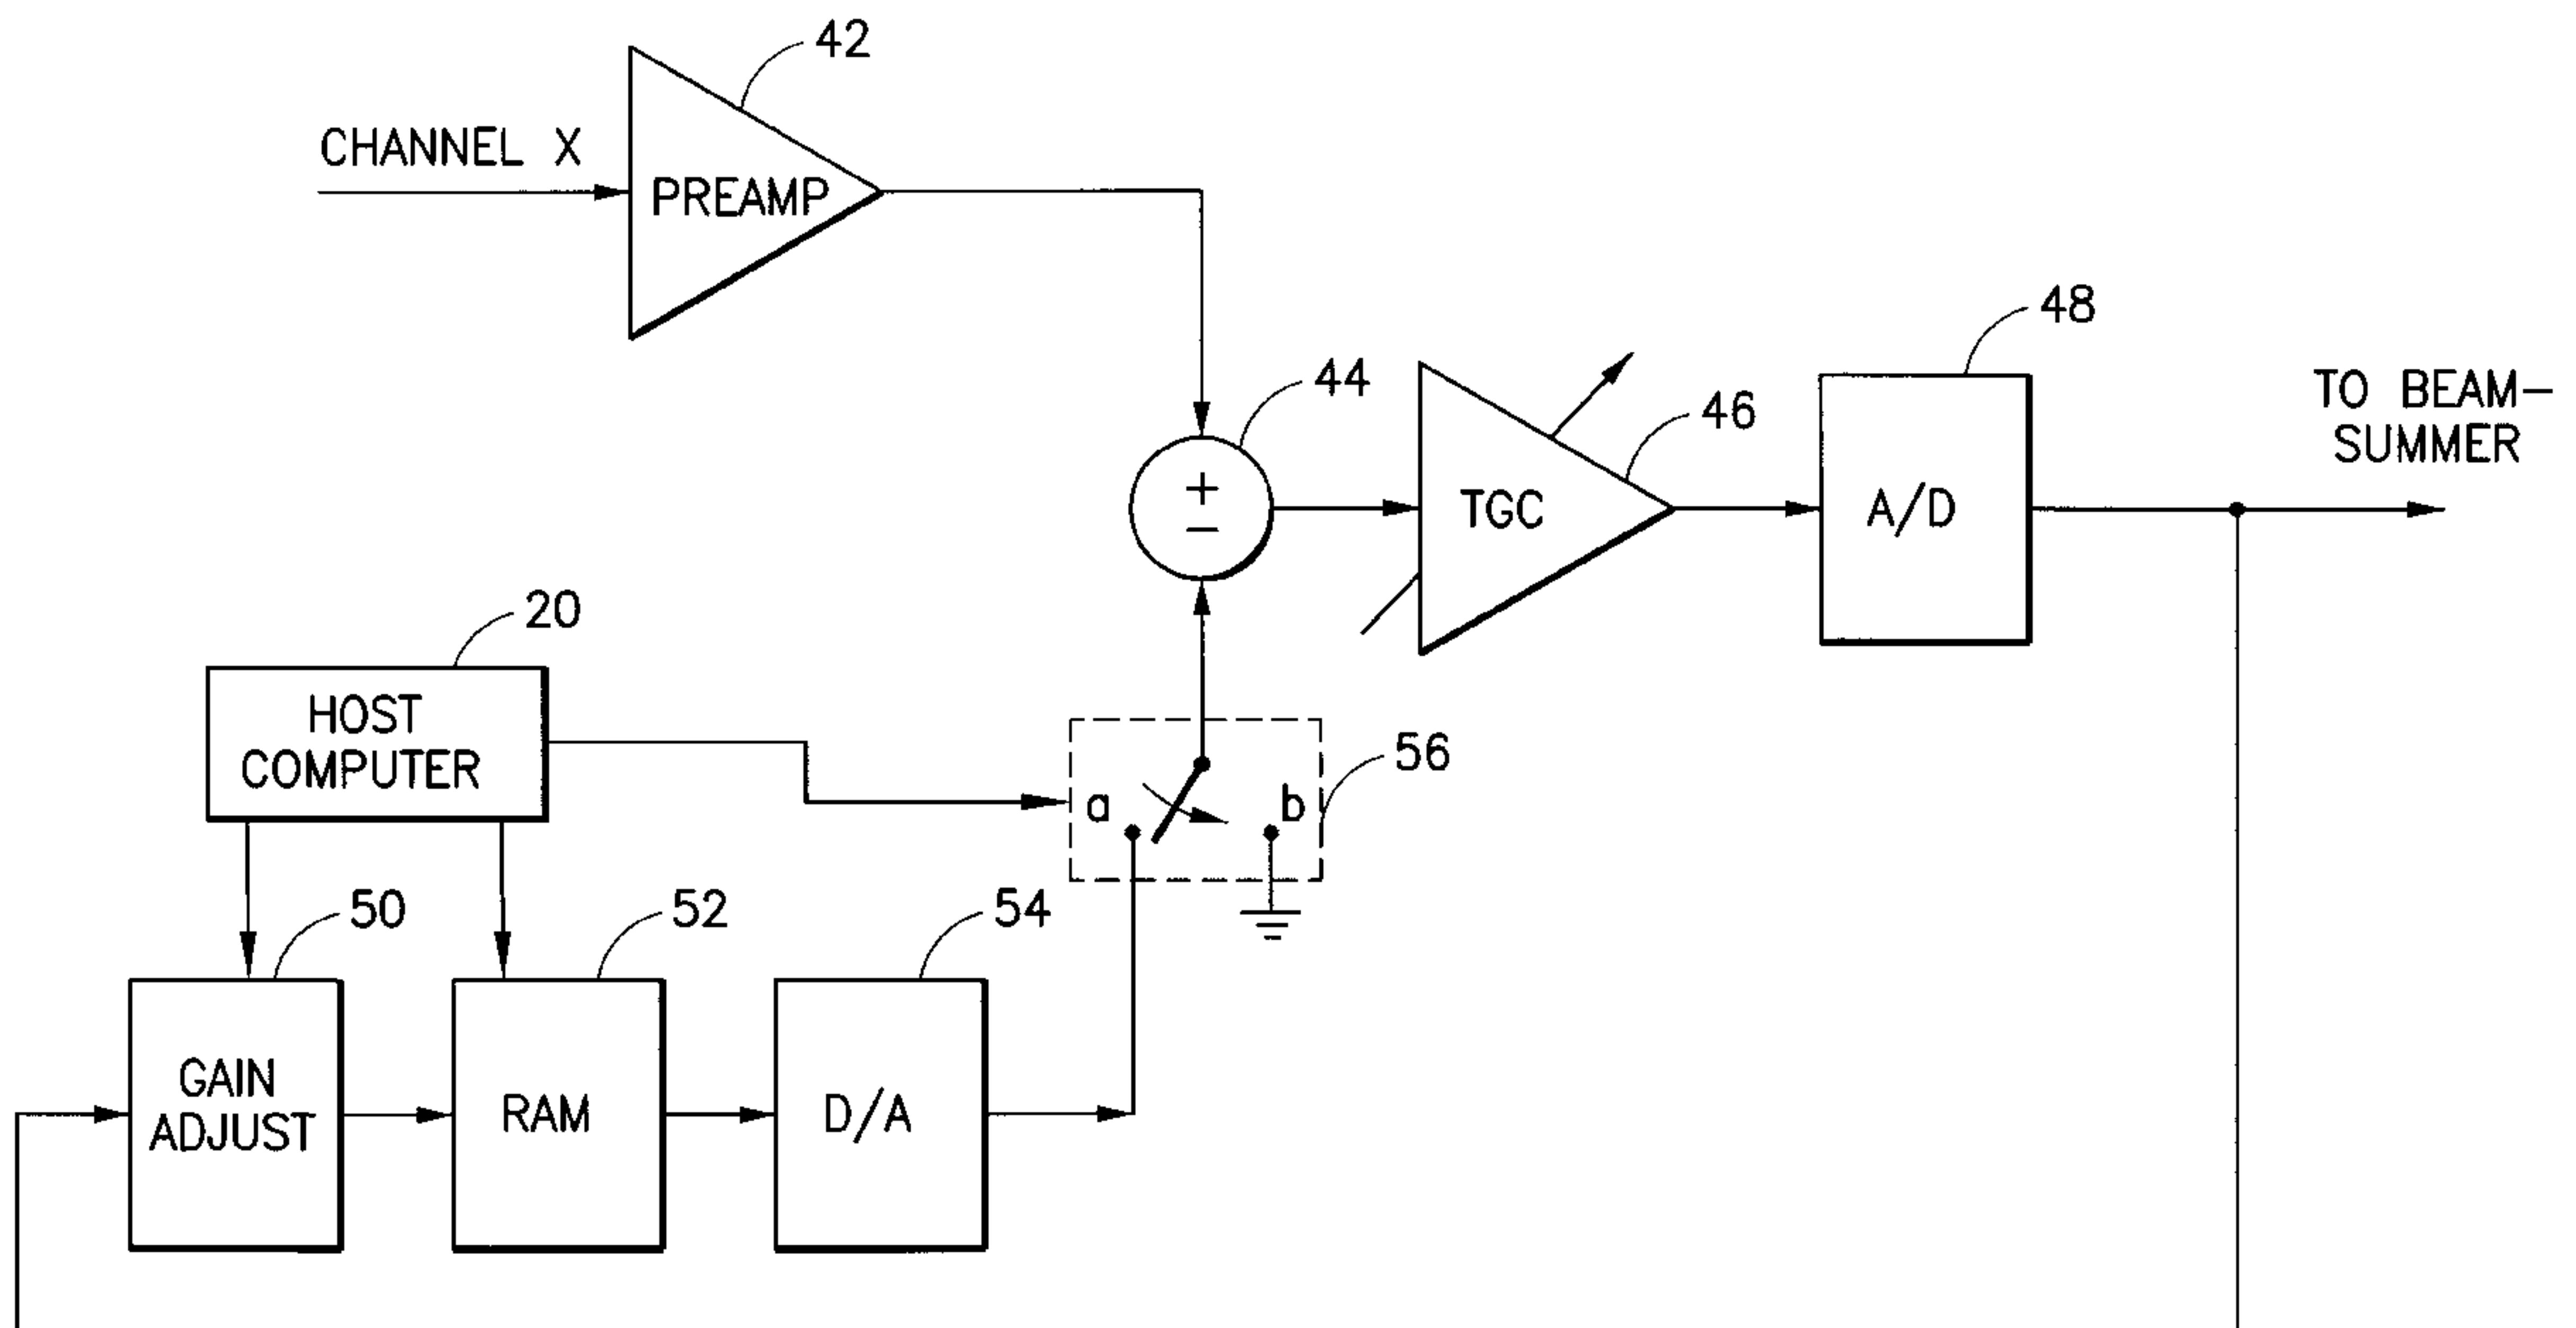 42
CHANNEL X
PREAMP
48
44
46
TO BEAM-
SUMMER
+
−
TGC
A/D
20
HOST
COMPUTER
56
a
b
50
52
54
GAIN
ADJUST
RAM
D/A